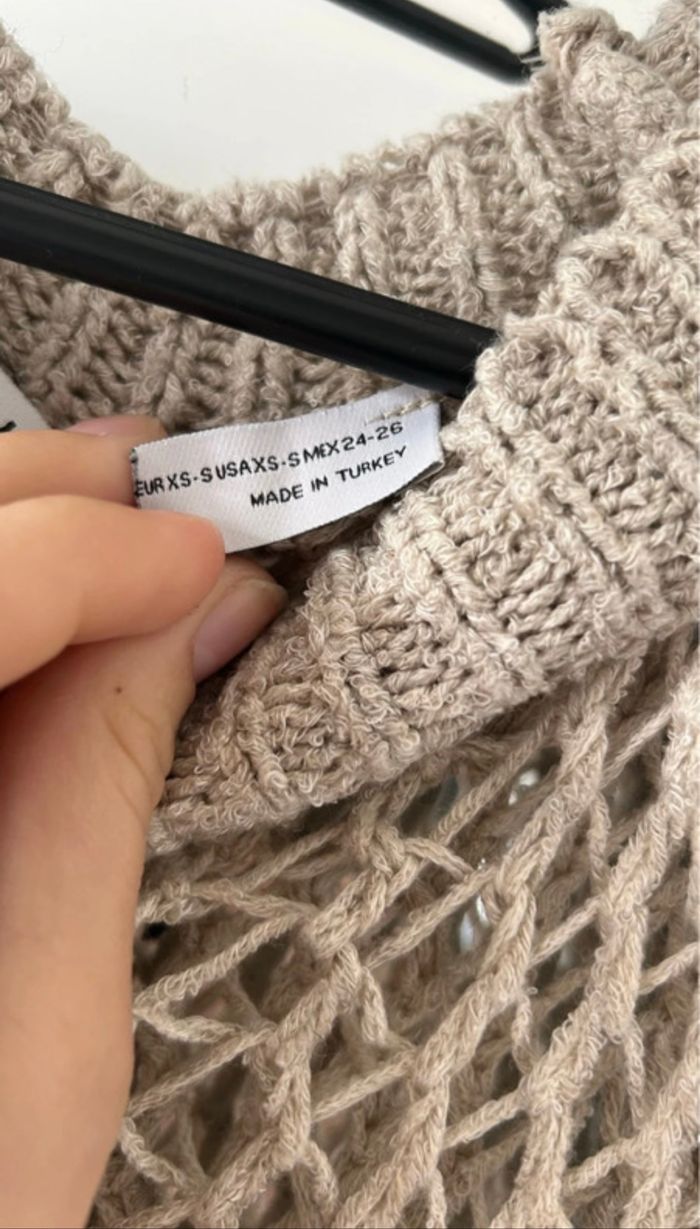 EUR XS-S USA XS-S MEX 24-26
MADE IN TURKEY